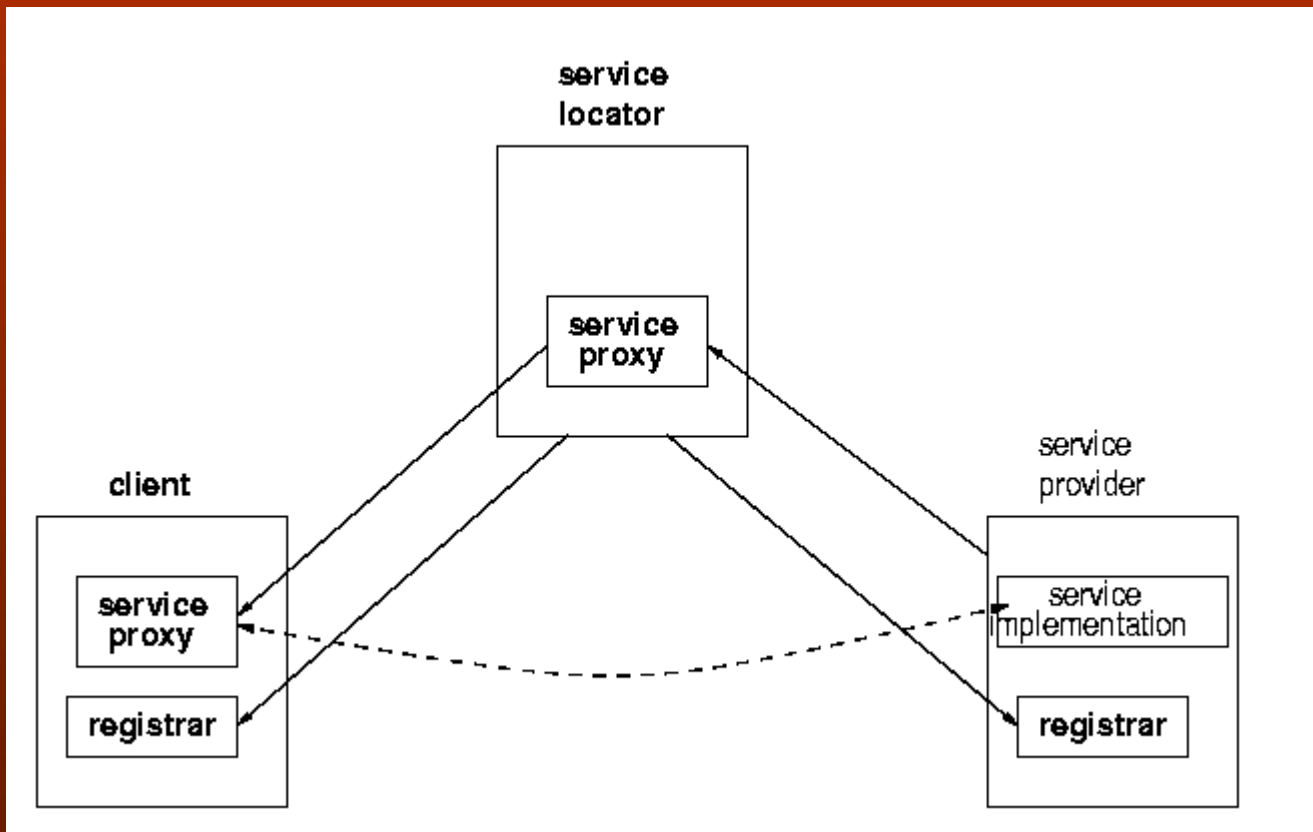 service
locator
service
proxy
service
provider
client
service
proxy
service
implementation
registrar
registrar